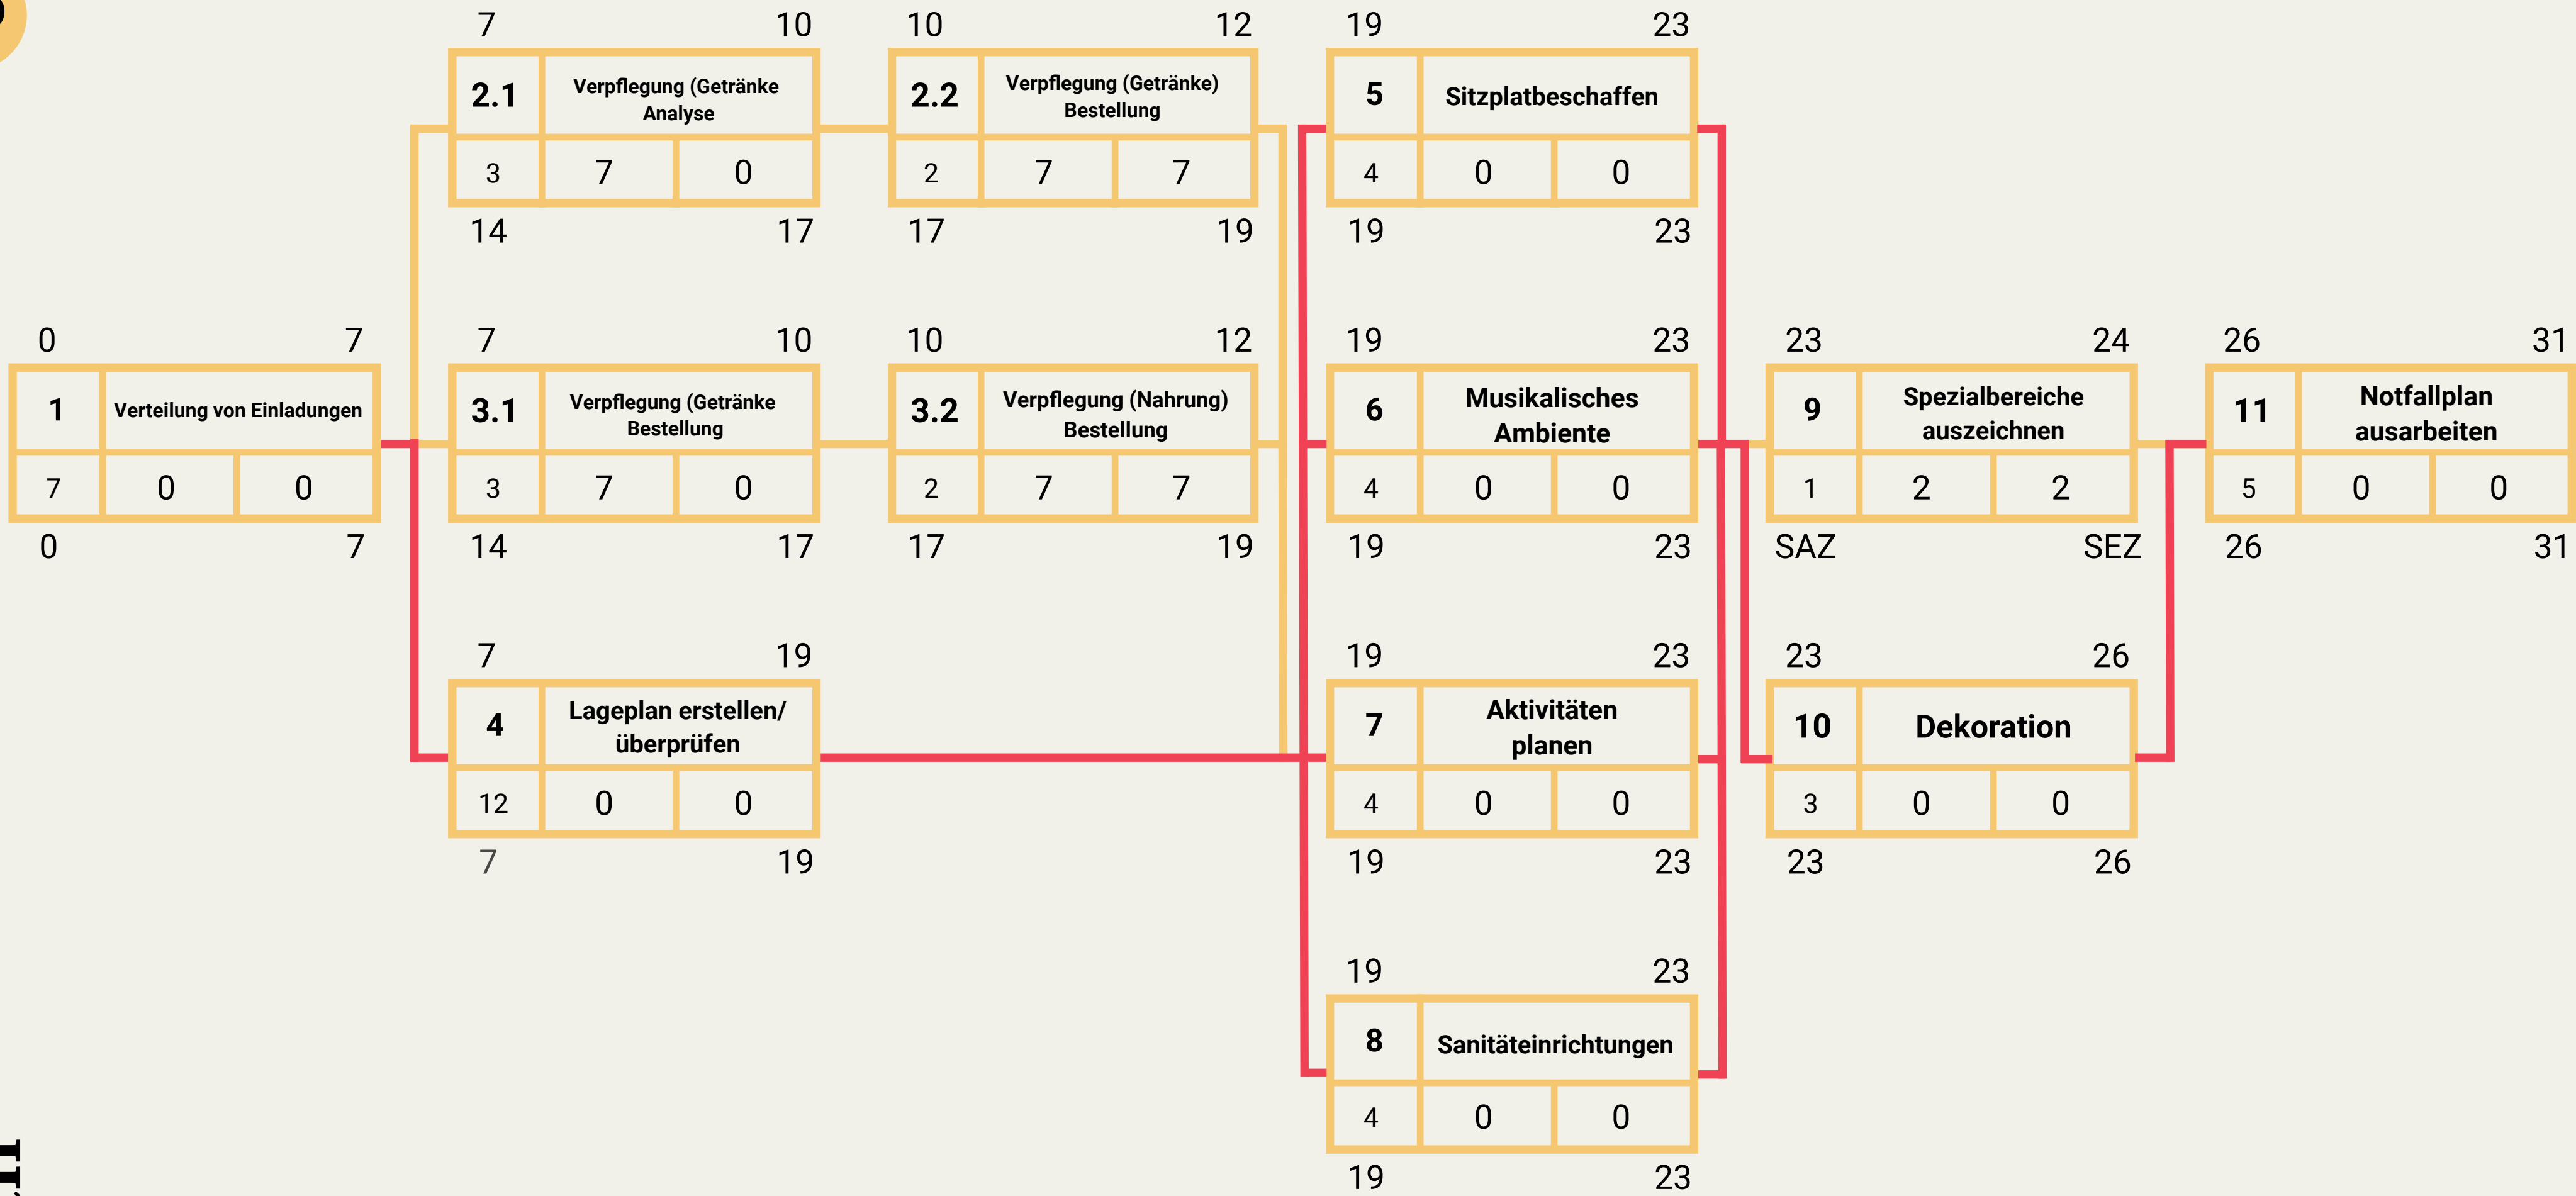 7 10
2.1 Verpflegung (Getränke
Analyse
3 7 0
14 17
10 12
2.2 Verpflegung (Getränke)
Bestellung
2 7 7
17 19
19 23
5 Sitzplatbeschaffen
4 0 0
19 23
0 7
1 Verteilung von Einladungen
7 0 0
0 7
7 10
3.1 Verpflegung (Getränke
Bestellung
3 7 0
14 17
10 12
3.2 Verpflegung (Nahrung)
Bestellung
2 7 7
17 19
19 23
6 Musikalisches
Ambiente
4 0 0
19 23
23 24
9 Spezialbereiche
auszeichnen
1 2 2
SAZ SEZ
26 31
11 Notfallplan
ausarbeiten
5 0 0
26 31
7 19
4 Lageplan erstellen/
überprüfen
12 0 0
7 19
19 23
7 Aktivitäten
planen
4 0 0
19 23
23 26
10 Dekoration
3 0 0
23 26
19 23
8 Sanitäteinrichtungen
4 0 0
19 23